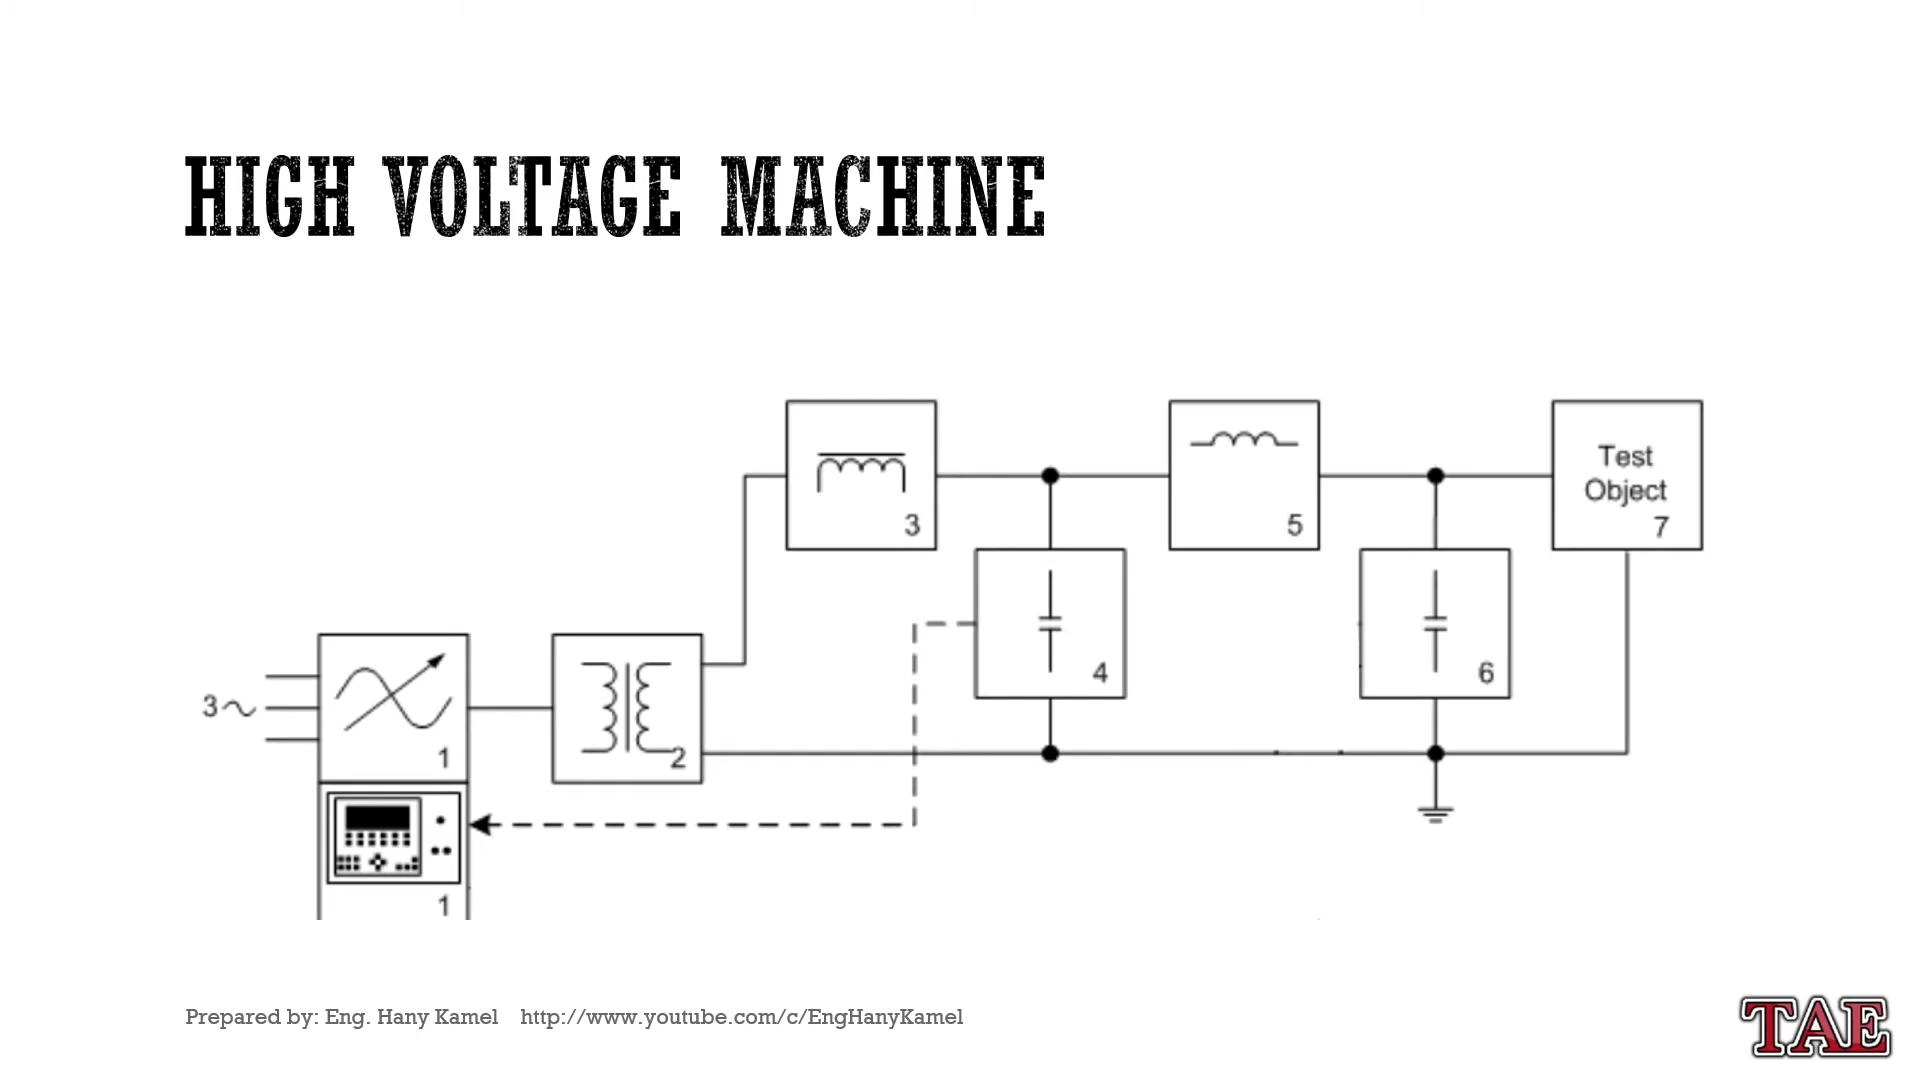 HIGH VOLTAGE MACHINE
Test
Object
3
5
7
4
6
3~
1
2
1
Prepared by: Eng. Hany Kamel http://www.youtube.com/c/EngHanyKamel
TAE